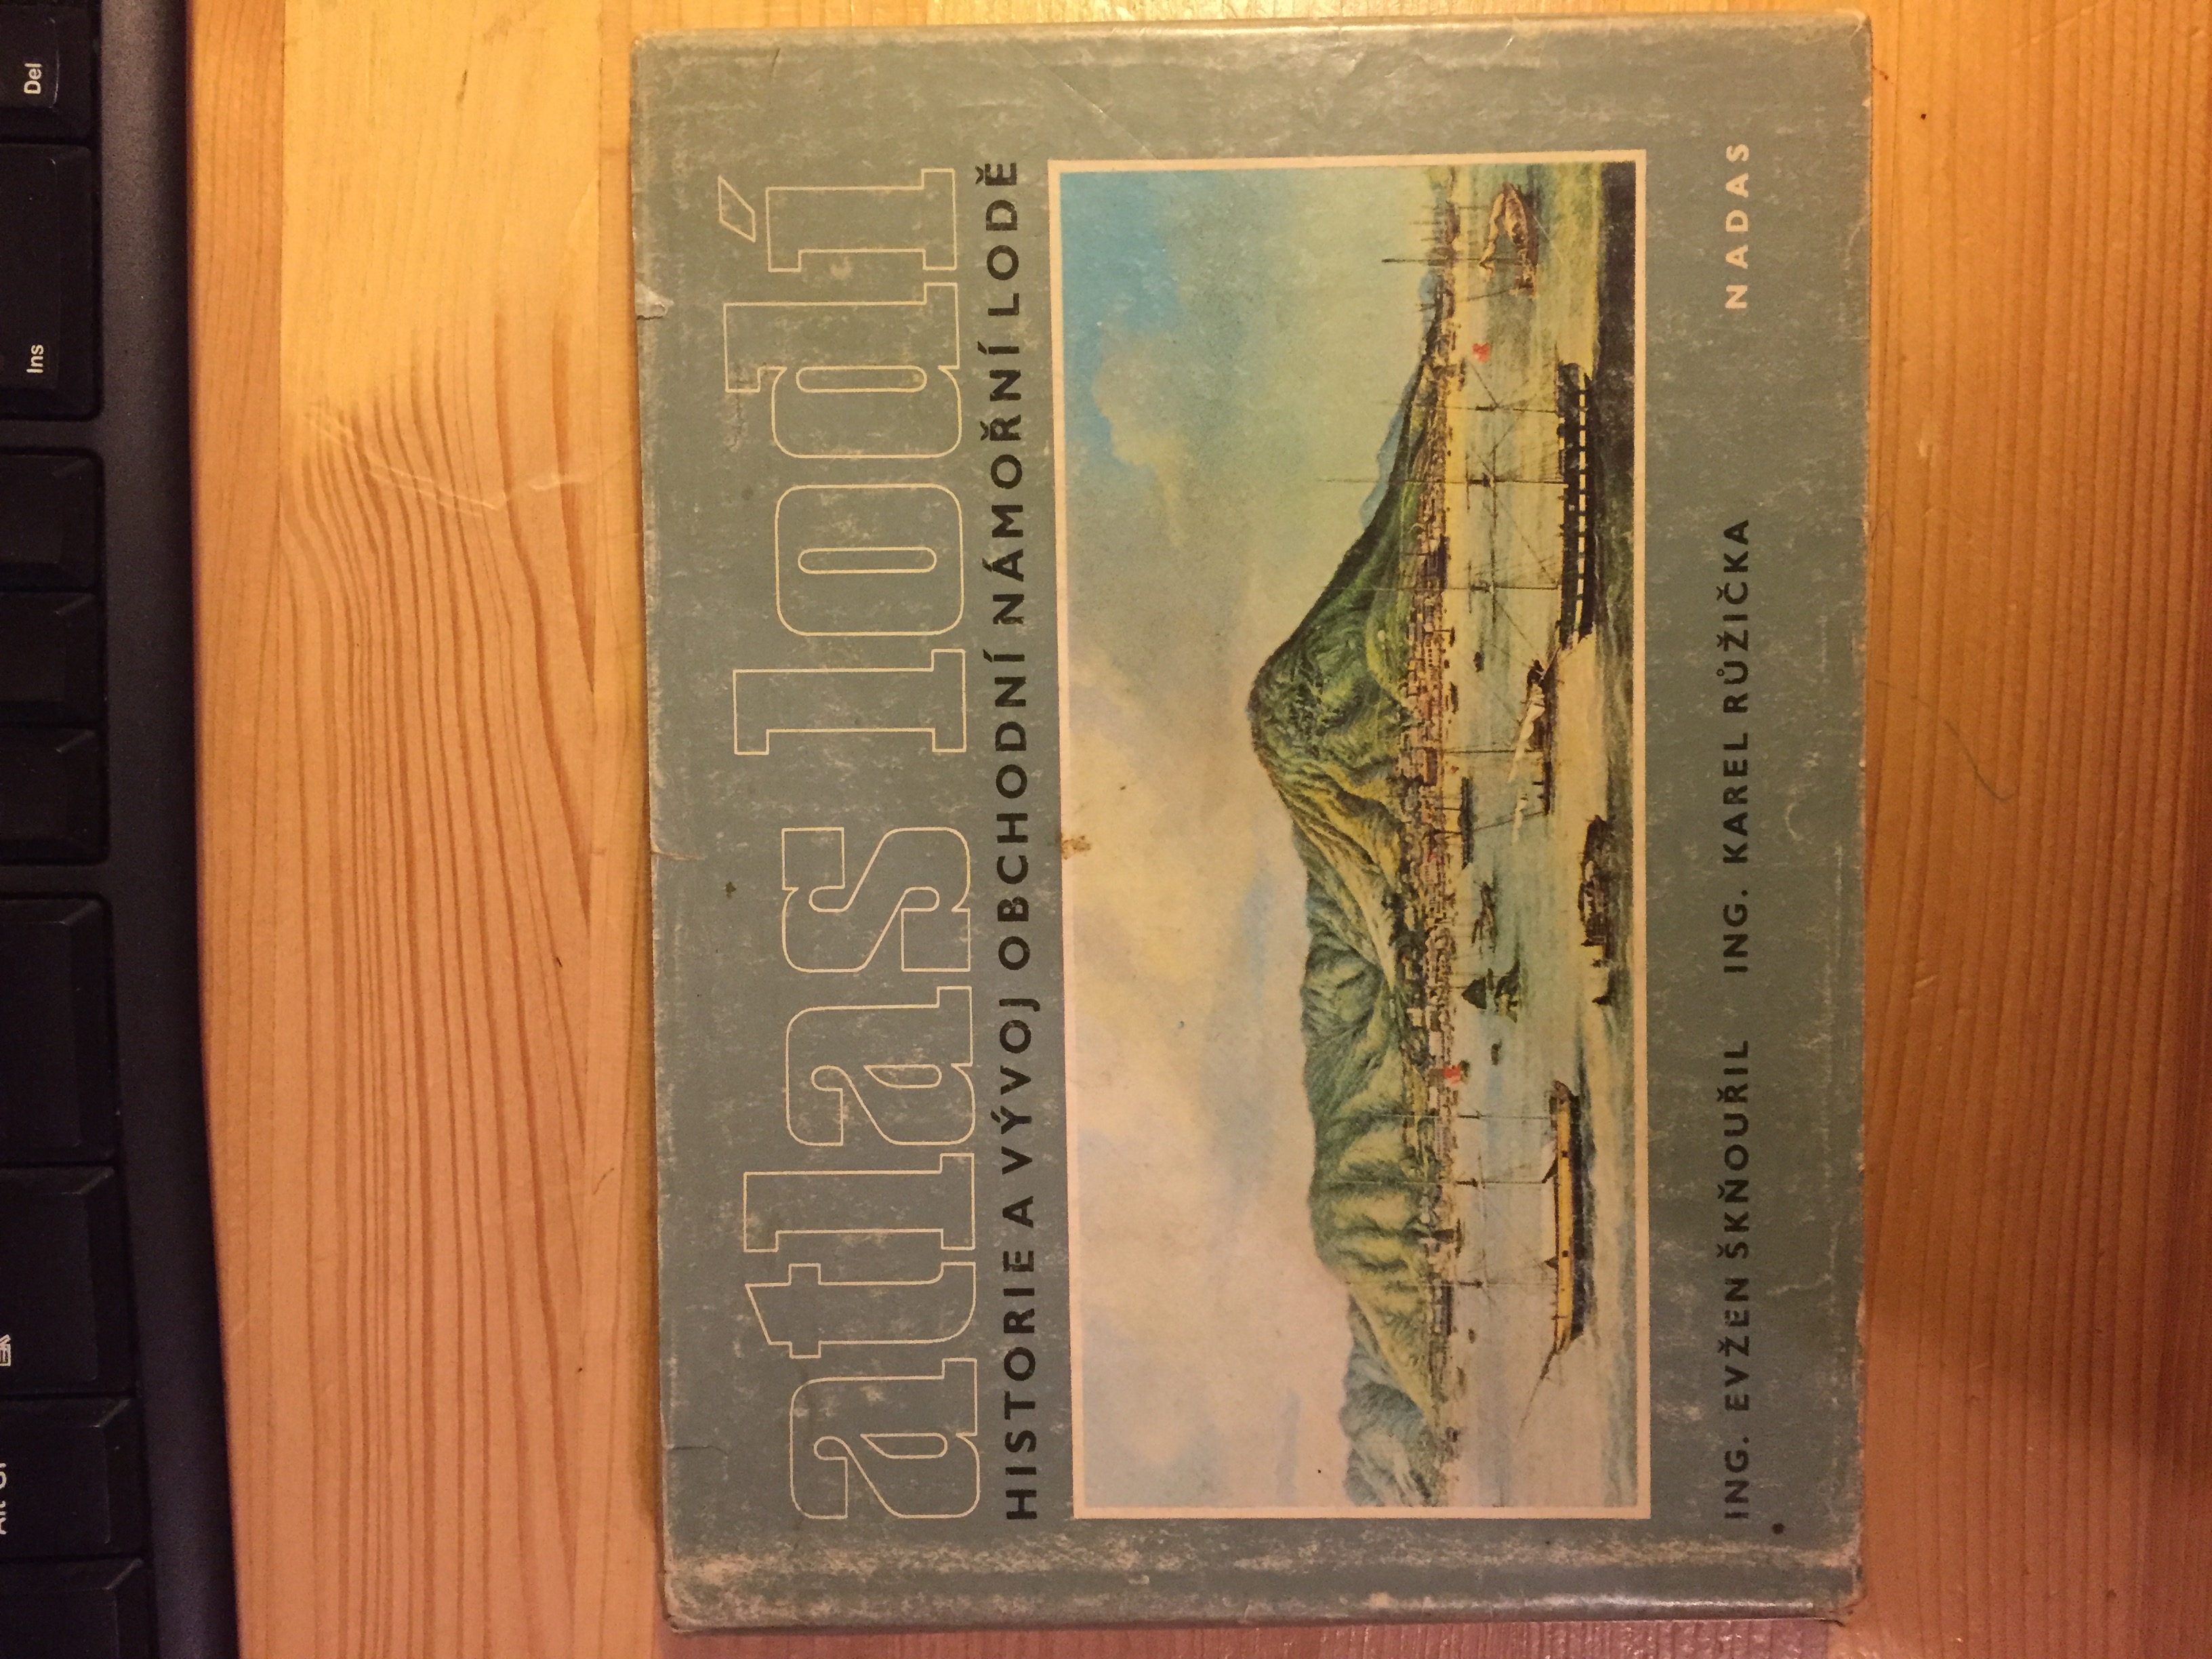 atlas lodí
HISTORIE A VÝVOJ OBCHODNÍ NÁMOŘNÍ LODĚ
ING. EVŽEN ŠKŇOUŘIL ING. KAREL RŮŽIČKA NADAS
Del
Ins